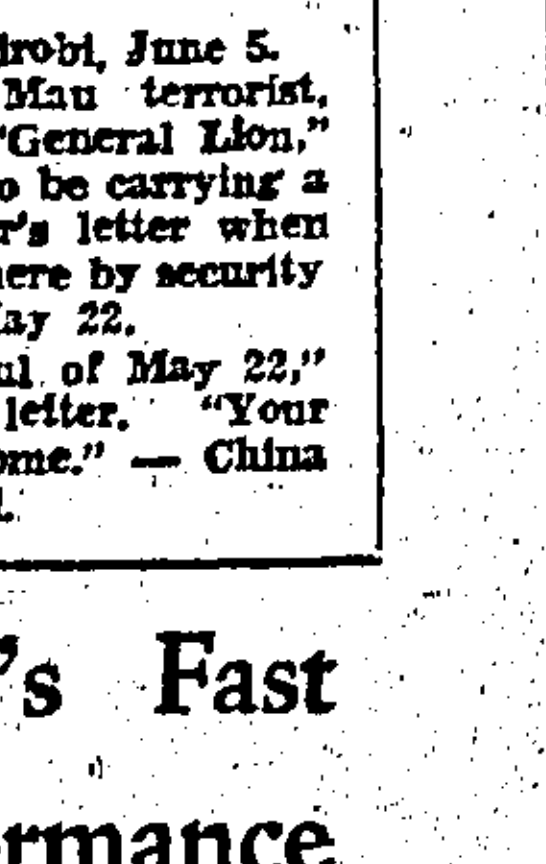 irobi, June 5.
Mau terrorist,
"General Lion,"
o be carrying a
r's letter when
here by security
ay 22.
ul of May 22,"
letter. "Your
ome." — China
l.
's Fast
ormance